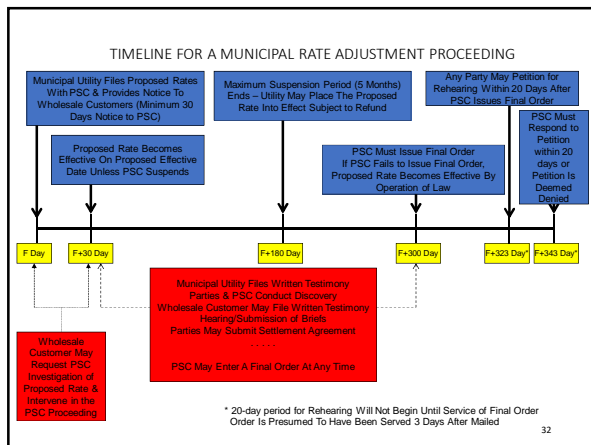 TIMELINE FOR A MUNICIPAL RATE ADJUSTMENT PROCEEDING
Municipal Utility Files Proposed Rates
With PSC & Provides Notice To
Wholesale Customers (Minimum 30
Days Notice to PSC)
Proposed Rate Becomes
Effective On Proposed Effective
Date Unless PSC Suspends
Maximum Suspension Period (5 Months)
Ends – Utility May Place The Proposed
Rate Into Effect Subject to Refund
PSC Must Issue Final Order
If PSC Fails to Issue Final Order,
Proposed Rate Becomes Effective By
Operation of Law
Any Party May Petition for
Rehearing Within 20 Days After
PSC Issues Final Order
PSC Must
Respond to
Petition within
20 days or
Petition Is
Deemed
Denied
F Day
F+30 Day
F+180 Day
F+300 Day
F+323 Day*
F+343 Day*
Municipal Utility Files Written Testimony
Parties & PSC Conduct Discovery
Wholesale Customer May File Written Testimony
Hearing/Submission of Briefs
Parties May Submit Settlement Agreement
. . . . .
PSC May Enter A Final Order At Any Time
Wholesale
Customer May
Request PSC
Investigation of
Proposed Rate &
Intervene in the
PSC Proceeding
* 20-day period for Rehearing Will Not Begin Until Service of Final Order
Order Is Presumed To Have Been Served 3 Days After Mailed
32